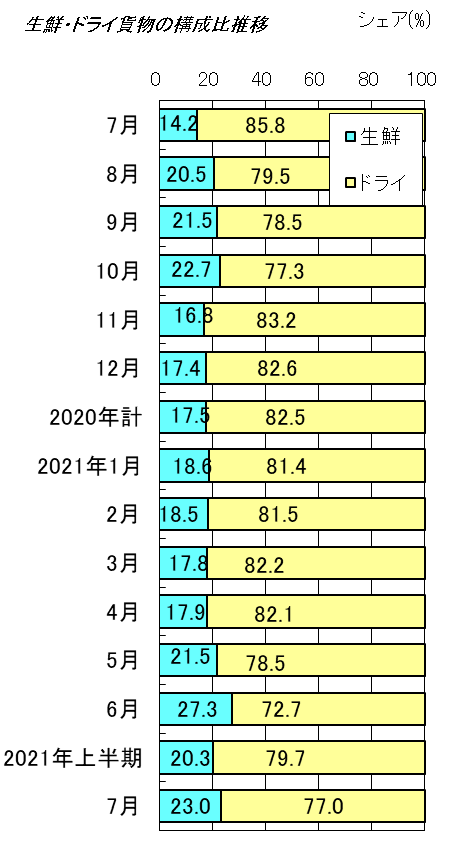 生鮮・ドライ貨物の構成比推移
シェア(%)
0 20 40 60 80 100
7月 14.2 85.8
生鮮
8月 20.5 79.5
ドライ
9月 21.5 78.5
10月 22.7 77.3
11月 16.8 83.2
12月 17.4 82.6
2020年計 17.5 82.5
2021年1月 18.6 81.4
2月 18.5 81.5
3月 17.8 82.2
4月 17.9 82.1
5月 21.5 78.5
6月 27.3 72.7
2021年上半期 20.3 79.7
7月 23.0 77.0